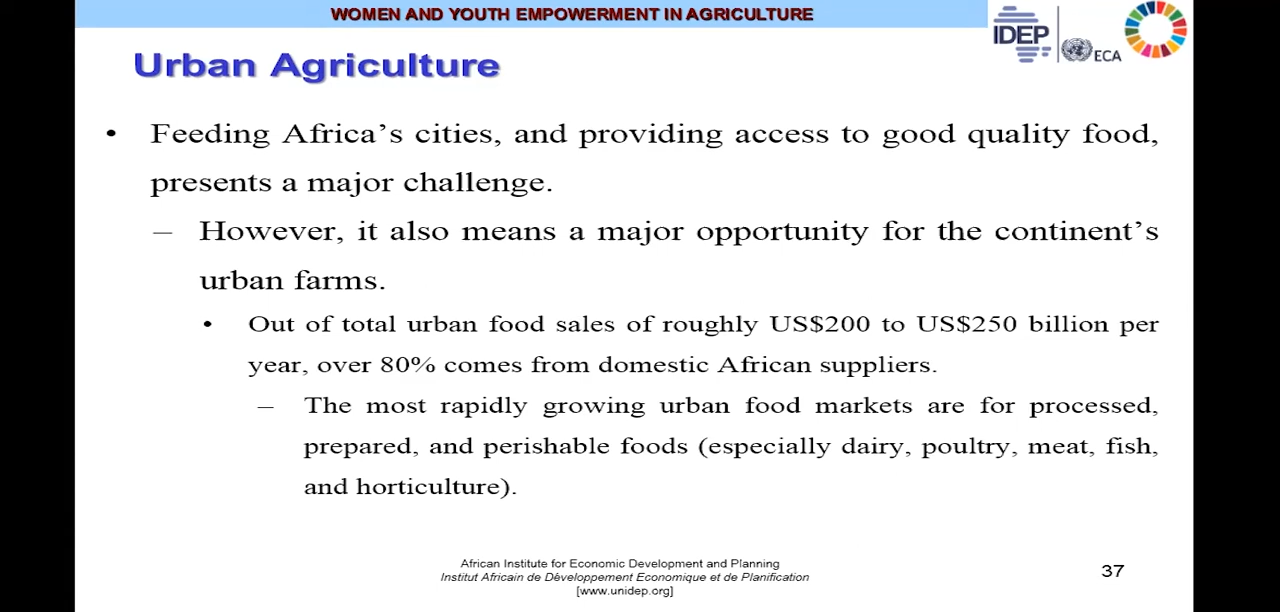 WOMEN AND YOUTH EMPOWERMENT IN AGRICULTURE
IDEP
ECA
Urban Agriculture
• Feeding Africa’s cities, and providing access to good quality food,
presents a major challenge.
– However, it also means a major opportunity for the continent’s
urban farms.
• Out of total urban food sales of roughly US$200 to US$250 billion per
year, over 80% comes from domestic African suppliers.
– The most rapidly growing urban food markets are for processed,
prepared, and perishable foods (especially dairy, poultry, meat, fish,
and horticulture).
African Institute for Economic Development and Planning
Institut Africain de Développement Economique et de Planification
[www.unidep.org]
37